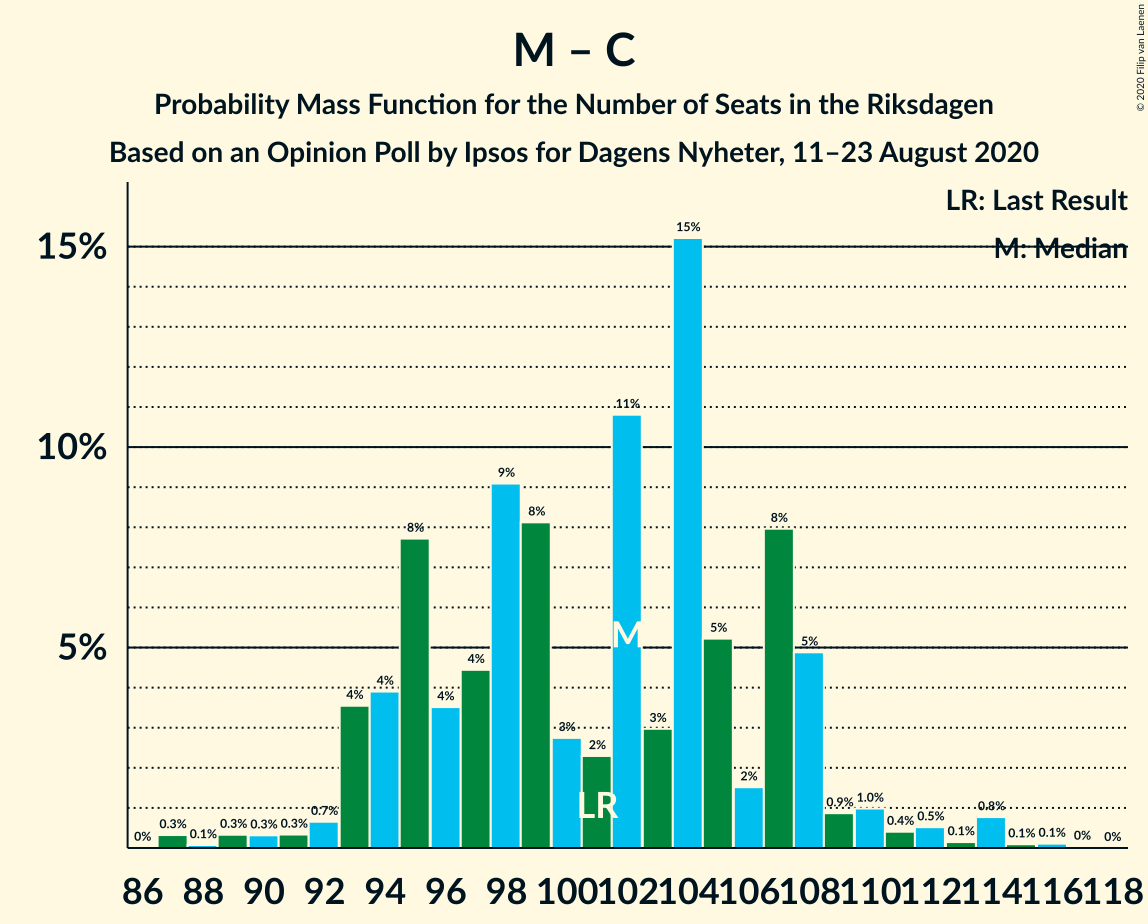 © 2020 Filip van Laenen
M – C
Probability Mass Function for the Number of Seats in the Riksdagen
Based on an Opinion Poll by Ipsos for Dagens Nyheter, 11–23 August 2020
LR: Last Result
M: Median
15%
10%
5%
0% 0.3% 0.1% 0.3% 0.3% 0.3% 0.7% 4% 4% 8% 4% 4% 9% 8% 3% 2% 11% 3% 15% 5% 2% 8% 5% 0.9% 1.0% 0.4% 0.5% 0.1% 0.8% 0.1% 0.1% 0% 0%
M
LR
86 88 90 92 94 96 98 100 102 104 106 108 110 112 114 116 118